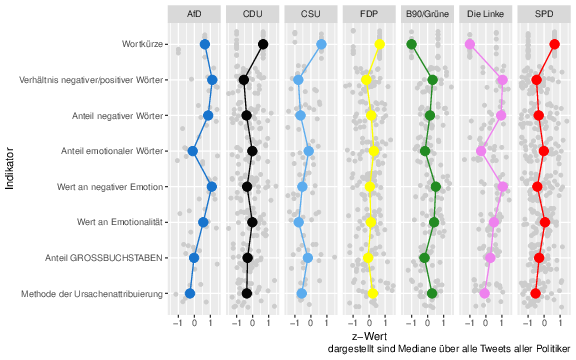 AfD CDU CSU FDP B90/Grüne Die Linke SPD
Wortkürze
Verhältnis negativer/positiver Wörter
Anteil negativer Wörter
Anteil emotionaler Wörter
Wert an negativer Emotion
Wert an Emotionalität
Anteil GROSSBUCHSTABEN
Methode der Ursachenattribuierung
Indikator
−1 0 1 −1 0 1 −1 0 1 −1 0 1 −1 0 1 −1 0 1 −1 0 1
z−Wert
dargestellt sind Mediane über alle Tweets aller Politiker